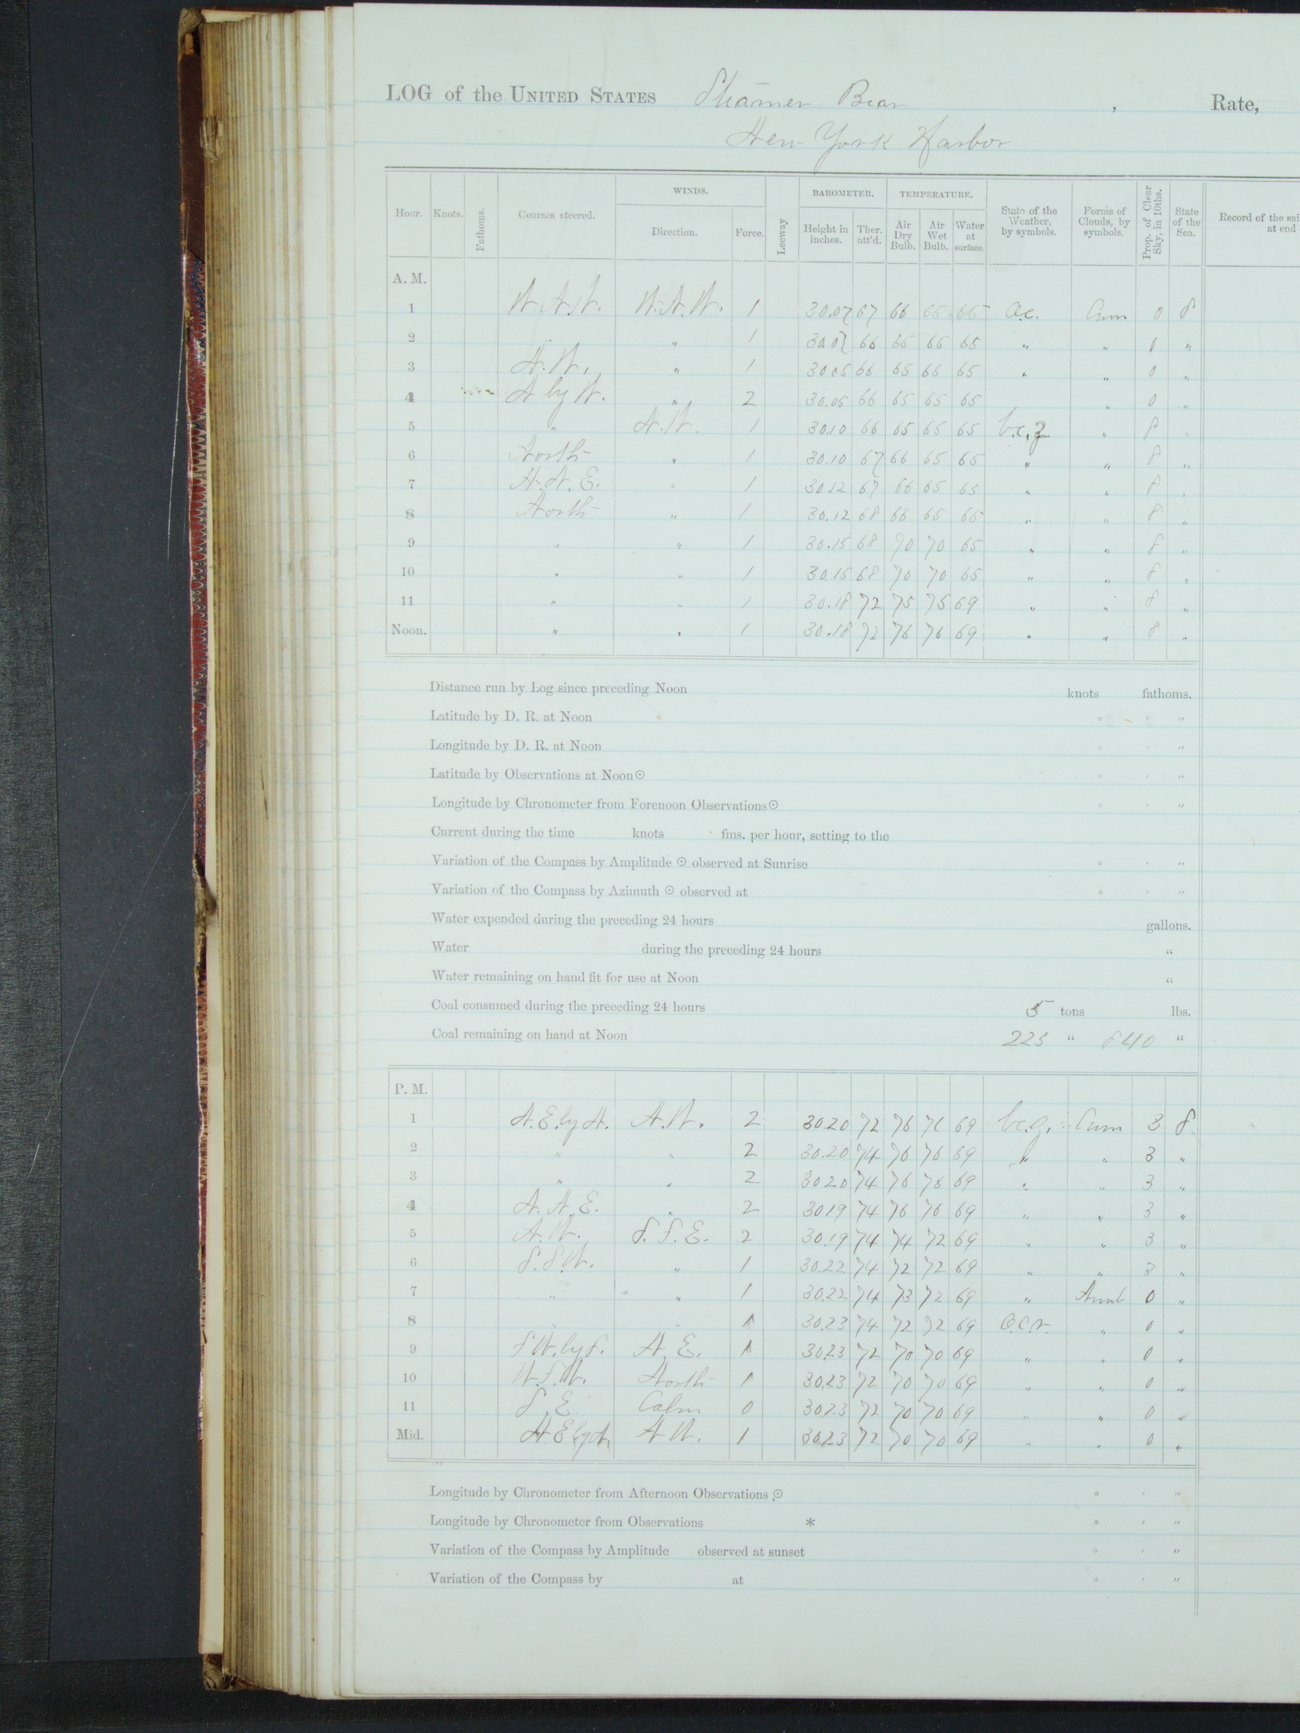 LOG of the UNITED STATES Steamer Bear , Rate,
New York Harbor
Hour. Knots. Fathoms. Courses steered. WINDS. Direction. Force. Leeway BAROMETER. Height in inches. Ther. att'd. TEMPERATURE. Air Dry Bulb. Air Wet Bulb. Water at surface. State of the Weather, by symbols. Forms of Clouds, by symbols. Prop. of Clear Sky, in 10ths. State of the Sea. Record of the sai
at end
A. M.
1 W.N.W. W.N.W. 1 30.07 67 66 65 65 o.c. Cum 0 S
2 " " 1 30.07 66 65 65 65 " " 0 "
3 N.W. " 1 30.05 66 65 65 65 " " 0 "
4 N by W. " 2 30.05 66 65 65 65 " 0 "
5 " N.W. 1 30.10 66 65 65 65 b.c.z " 8 "
6 North " 1 30.10 67 66 65 65 " " 8 "
7 N.N.E. " 1 30.12 67 66 65 65 " " 8 "
8 North " 1 30.12 68 66 65 65 " " 8 "
9 " " 1 30.15 68 70 70 65 " " 8 "
10 " " 1 30.15 68 70 70 65 " " 8 "
11 " " 1 30.18 72 75 75 69 " " 8 "
Noon. " " 1 30.18 72 76 76 69 " " 8 "
Distance run by Log since preceding Noon knots fathoms.
Latitude by D. R. at Noon ° ' "
Longitude by D. R. at Noon ° ' "
Latitude by Observations at Noon ☉ ° ' "
Longitude by Chronometer from Forenoon Observations ☉ ° ' "
Current during the time knots fms. per hour, setting to the
Variation of the Compass by Amplitude ☉ observed at Sunrise ° ' "
Variation of the Compass by Azimuth ☉ observed at ° ' "
Water expended during the preceding 24 hours gallons.
Water during the preceding 24 hours "
Water remaining on hand fit for use at Noon "
Coal consumed during the preceding 24 hours 5 tons lbs.
Coal remaining on hand at Noon 223 " 840 "
P. M.
1 N.E. by N. N.W. 2 30.20 72 76 76 69 Cum 3 S
2 " " 2 30.20 74 76 76 69 " " 3 "
3 " " 2 30.20 74 76 76 69 " " 3 "
4 N.N.E. " 2 30.19 74 76 76 69 " " 3 "
5 N.W. S.S.E. 2 30.19 74 74 72 69 " " 3 "
6 S.S.W. " 1 30.22 74 72 72 69 " " 3 "
7 " " 1 30.22 74 73 72 69 " 0 "
8 " " 1 30.23 74 72 72 69 o.c.r. " 0 "
9 S W. by S. N.E. 1 30.23 72 70 70 69 " " 0 "
10 W.S.W. North 1 30.23 72 70 70 69 " " 0 "
11 S.E. Calm 0 30.23 72 70 70 69 " " 0 "
Mid. N E by N. N W. 1 30.23 72 70 70 69 " " 0 "
Longitude by Chronometer from Afternoon Observations ☉ ° ' "
Longitude by Chronometer from Observations * ° ' "
Variation of the Compass by Amplitude observed at sunset ° ' "
Variation of the Compass by at ° ' "